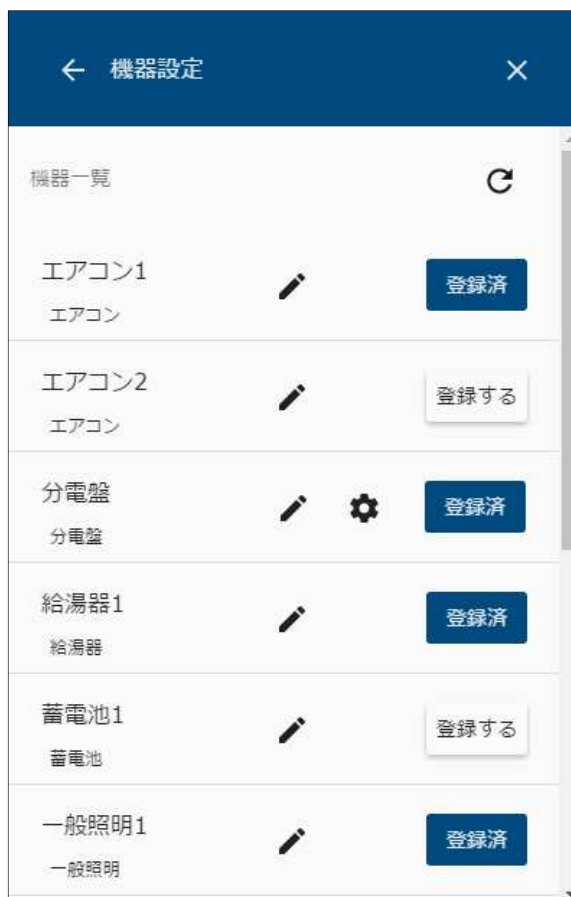 機器設定
機器一覧
エアコン1
登録済
エアコン
エアコン2
登録する
エアコン
分電盤
登録済
分電盤
給湯器1
登録済
給湯器
蓄電池1
登録する
蓄電池
一般照明1
登録済
一般照明